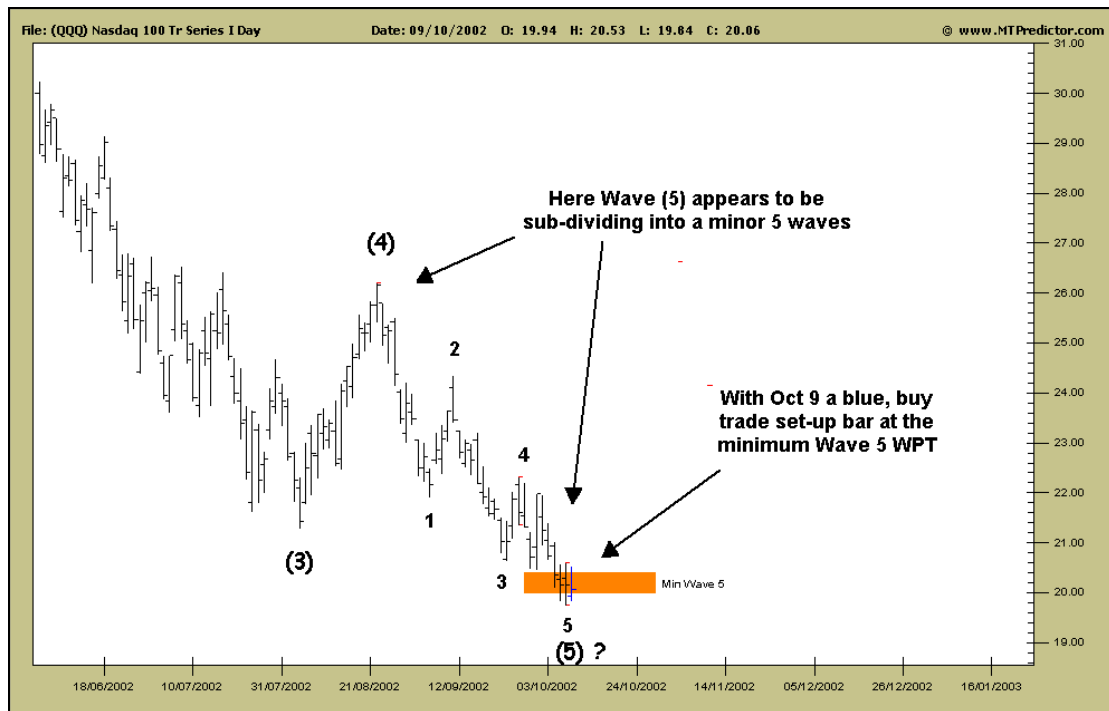 File: (QQQ) Nasdaq 100 Tr Series I Day Date: 09/10/2002 O: 19.94 H: 20.53 L: 19.84 C: 20.06 @ www.MTPredictor.com
31.00
30.00
29.00
28.00
27.00
26.00
25.00
24.00
23.00
22.00
21.00
20.00
19.00
Here Wave (5) appears to be
sub-dividing into a minor 5 waves
(4)
2
With Oct 9 a blue, buy
trade set-up bar at the
minimum Wave 5 WPT
4
1
(3)
3
Min Wave 5
5
(5) ?
18/06/2002 10/07/2002 31/07/2002 21/08/2002 12/09/2002 03/10/2002 24/10/2002 14/11/2002 05/12/2002 26/12/2002 16/01/2003